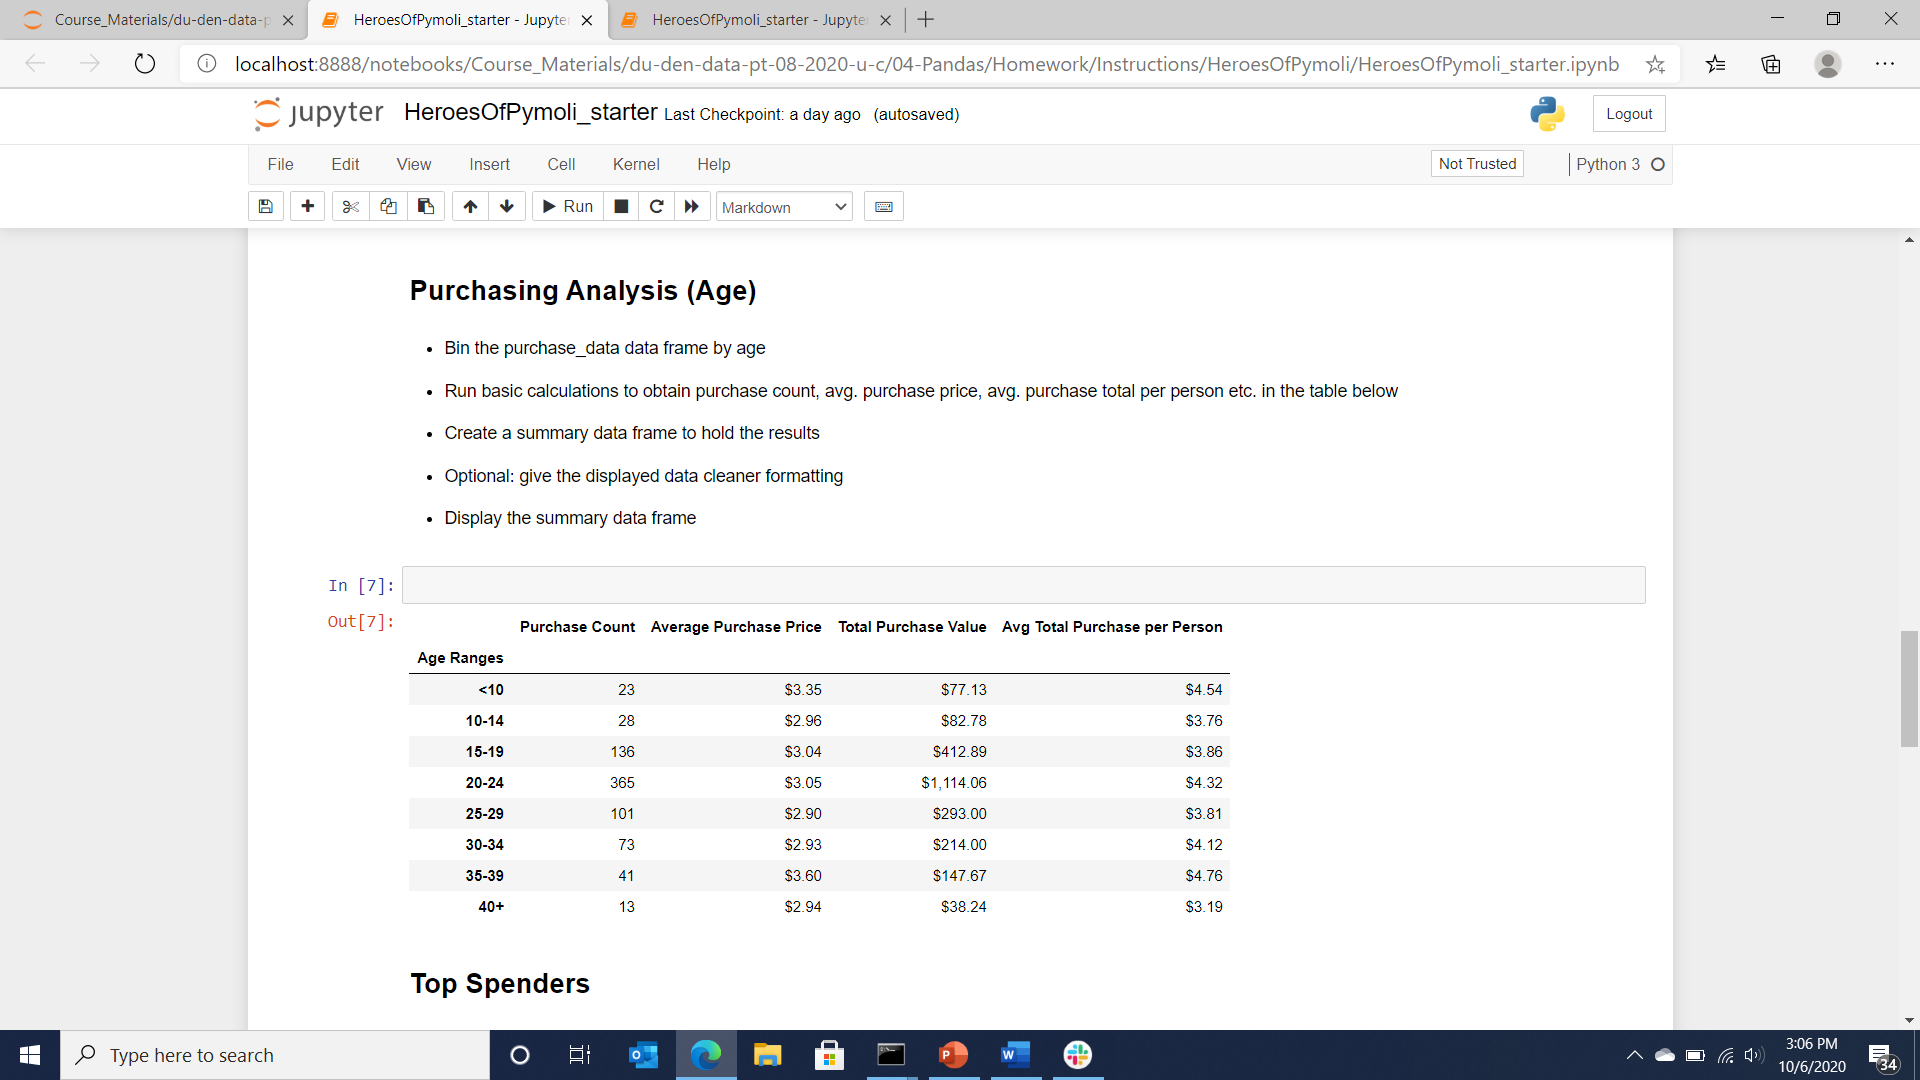 Course_Materials/du-den-data-p
HeroesOfPymoli_starter - Jupyte
HeroesOfPymoli_starter - Jupyte
localhost:8888/notebooks/Course_Materials/du-den-data-pt-08-2020-u-c/04-Pandas/Homework/Instructions/HeroesOfPymoli/HeroesOfPymoli_starter.ipynb
jupyter HeroesOfPymoli_starter Last Checkpoint: a day ago (autosaved) Logout
File Edit View Insert Cell Kernel Help Not Trusted Python 3
Run Markdown
Purchasing Analysis (Age)
• Bin the purchase_data data frame by age
• Run basic calculations to obtain purchase count, avg. purchase price, avg. purchase total per person etc. in the table below
• Create a summary data frame to hold the results
• Optional: give the displayed data cleaner formatting
• Display the summary data frame
In [7]:
Out[7]:
Purchase Count Average Purchase Price Total Purchase Value Avg Total Purchase per Person
Age Ranges
<10 23 $3.35 $77.13 $4.54
10-14 28 $2.96 $82.78 $3.76
15-19 136 $3.04 $412.89 $3.86
20-24 365 $3.05 $1,114.06 $4.32
25-29 101 $2.90 $293.00 $3.81
30-34 73 $2.93 $214.00 $4.12
35-39 41 $3.60 $147.67 $4.76
40+ 13 $2.94 $38.24 $3.19
Top Spenders
Type here to search
3:06 PM
10/6/2020
34